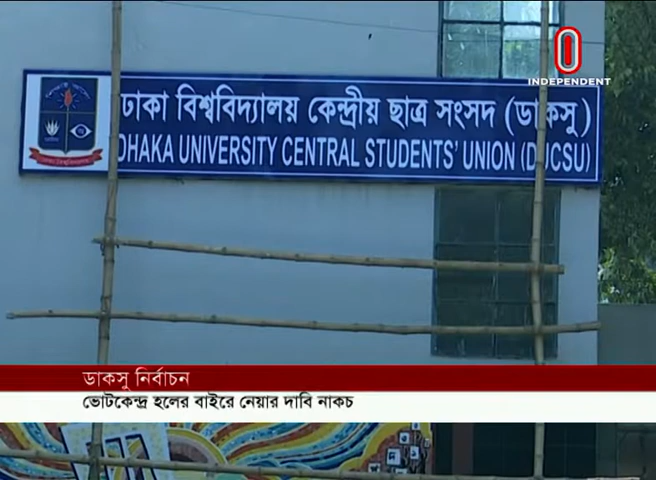 INDEPENDENT
ঢাকা বিশ্ববিদ্যালয় কেন্দ্রীয় ছাত্র সংসদ (ডাকসু)
DHAKA UNIVERSITY CENTRAL STUDENTS' UNION (DUCSU)
ডাকসু নির্বাচন
ভোটকেন্দ্র হলের বাইরে নেয়ার দাবি নাকচ